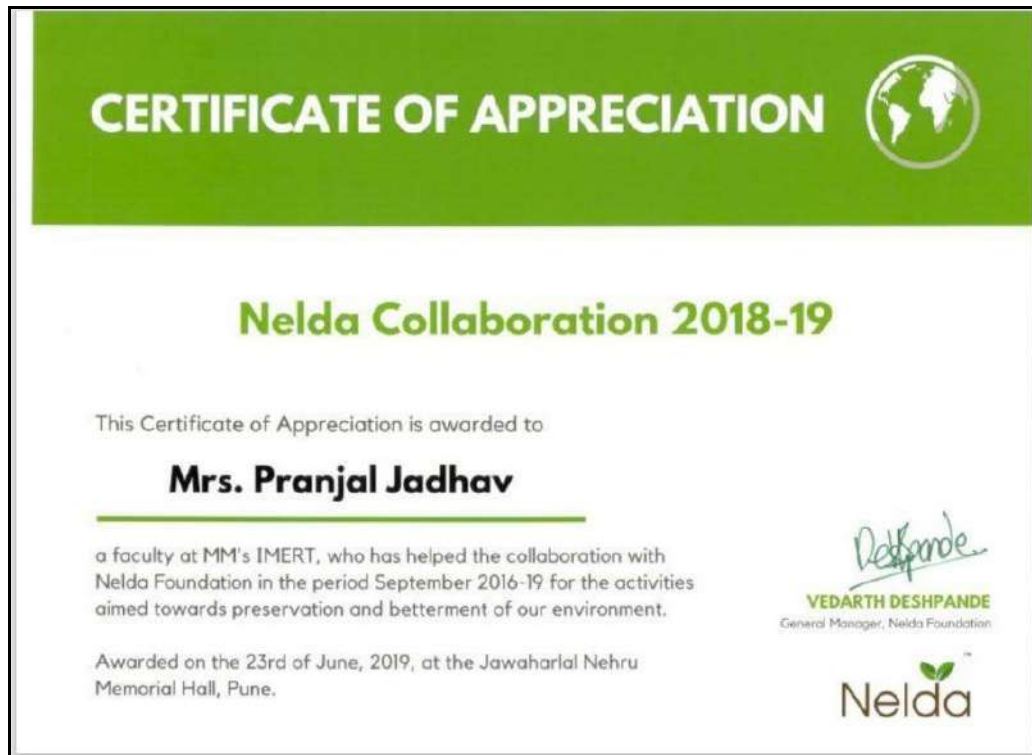 CERTIFICATE OF APPRECIATION
Nelda Collaboration 2018-19
This Certificate of Appreciation is awarded to
Mrs. Pranjal Jadhav
a faculty at MM's IMERT, who has helped the collaboration with
Nelda Foundation in the period September 2016-19 for the activities
aimed towards preservation and betterment of our environment.
Awarded on the 23rd of June, 2019, at the Jawaharlal Nehru
Memorial Hall, Pune.
Deshpande
VEDARTH DESHPANDE
General Manager, Nelda Foundation
Nelda
TM